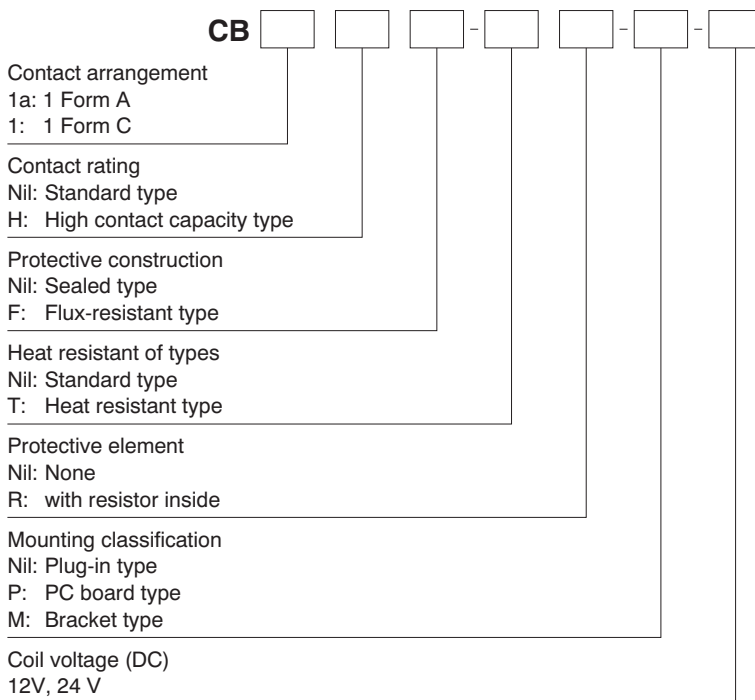 CB - - -
Contact arrangement
1a: 1 Form A
1: 1 Form C
Contact rating
Nil: Standard type
H: High contact capacity type
Protective construction
Nil: Sealed type
F: Flux-resistant type
Heat resistant of types
Nil: Standard type
T: Heat resistant type
Protective element
Nil: None
R: with resistor inside
Mounting classification
Nil: Plug-in type
P: PC board type
M: Bracket type
Coil voltage (DC)
12V, 24 V